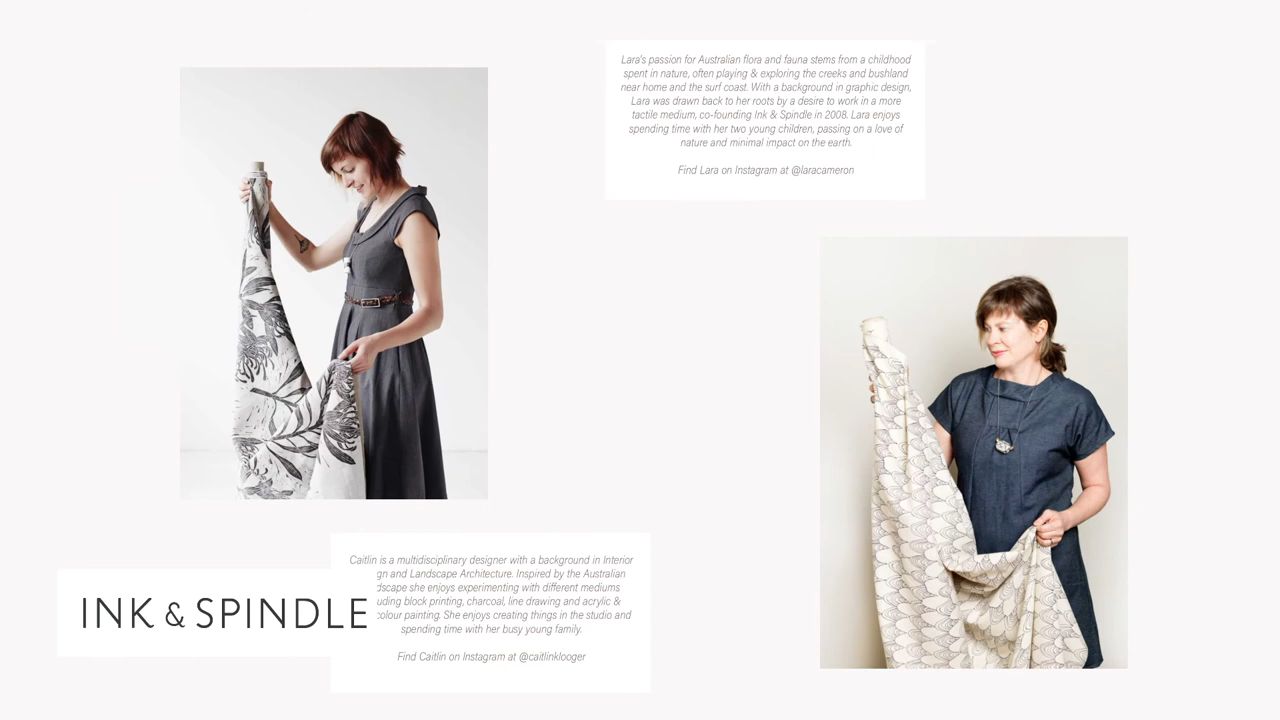 Lara's passion for Australian flora and fauna stems from a childhood
spent in nature, often playing & exploring the creeks and bushland
near home and the surf coast. With a background in graphic design,
Lara was drawn back to her roots by a desire to work in a more
tactile medium, co-founding Ink & Spindle in 2008. Lara enjoys
spending time with her two young children, passing on a love of
nature and minimal impact on the earth.
Find Lara on Instagram at @laracameron
Caitlin is a multidisciplinary designer with a background in Interior
gn and Landscape Architecture. Inspired by the Australian
dscape she enjoys experimenting with different mediums
uding block printing, charcoal, line drawing and acrylic &
colour painting. She enjoys creating things in the studio and
spending time with her busy young family.
Find Caitlin on Instagram at @caitlinklooger
INK & SPINDLE